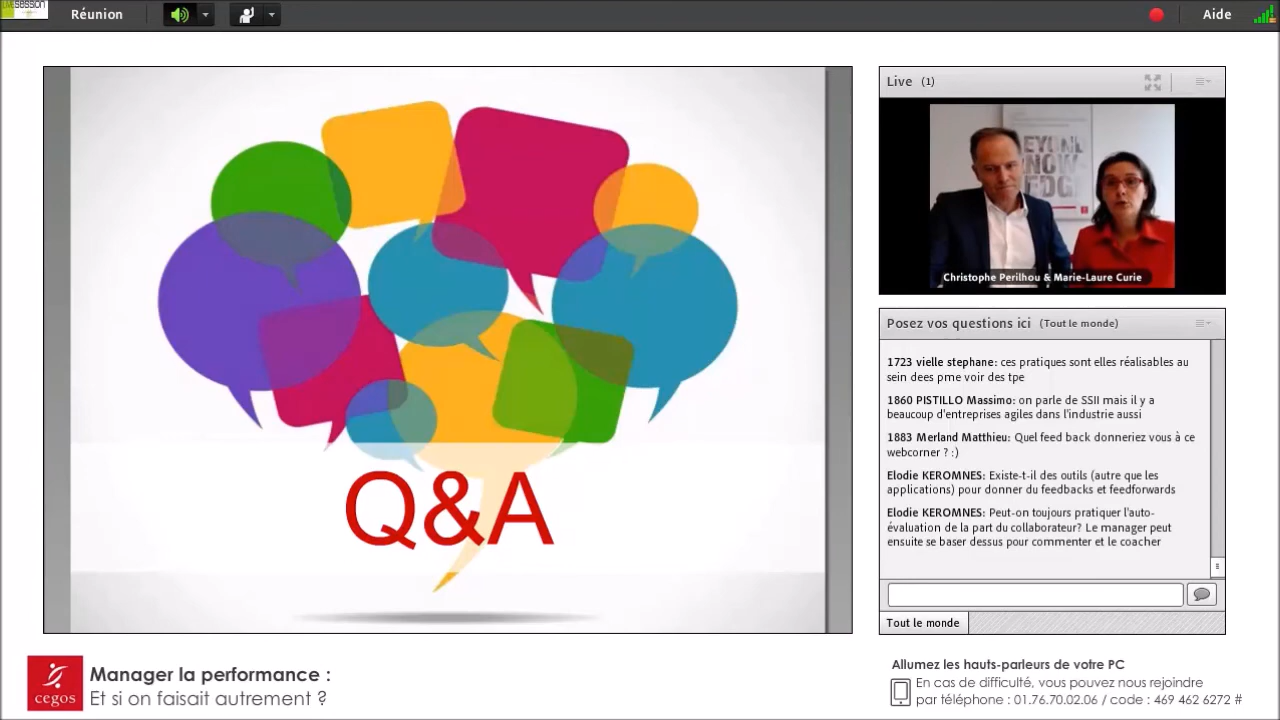 SESSION
Réunion
Aide
Live (1)
BEYOND
KNOW
EDGE
Christophe Perilhou & Marie-Laure Curie
Posez vos questions ici (Tout le monde)
1723 vielle stephane: ces pratiques sont elles réalisables au
sein dees pme voir des tpe
1860 PISTILLO Massimo: on parle de SSII mais il y a
beaucoup d'entreprises agiles dans l'industrie aussi
1883 Merland Matthieu: Quel feed back donneriez vous à ce
webcorner ? :)
Elodie KEROMNES: Existe-t-il des outils (autre que les
applications) pour donner du feedbacks et feedforwards
Elodie KEROMNES: Peut-on toujours pratiquer l'auto-
évaluation de la part du collaborateur? Le manager peut
ensuite se baser dessus pour commenter et le coacher
Tout le monde
Q&A
cegos
Manager la performance :
Et si on faisait autrement ?
Allumez les hauts-parleurs de votre PC
En cas de difficulté, vous pouvez nous rejoindre
par téléphone : 01.76.70.02.06 / code : 469 462 6272 #